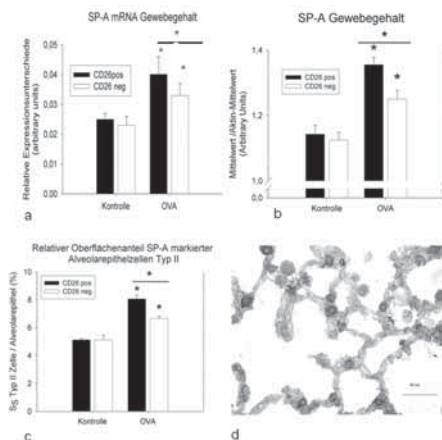 SP-A mRNA Gewebegehalt
*
* *
CD26pos
CD26 neg
Relative Expressionsunterschiede
(arbitrary units)
0,05
0,04
0,03
0,02
0,01
0,00
Kontrolle OVA
a
SP-A Gewebegehalt
*
* *
CD26pos
CD26 neg
Mittelwert /Aktin-Mittelwert
(Arbitrary Units)
1,4
1,2
1,0
0,0
Kontrolle OVA
b
Relativer Oberflächenanteil SP-A markierter
Alveolarepithelzellen Typ II
*
* *
CD26 pos
CD26 neg
SS Typ II Zelle / Alveolarepithel (%)
10
8
6
4
2
0
Kontrolle OVA
c
d